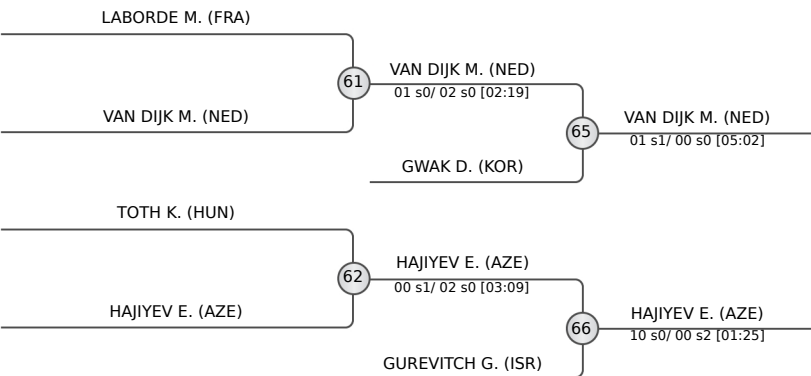 LABORDE M. (FRA)
61
VAN DIJK M. (NED)
01 s0/ 02 s0 [02:19]
VAN DIJK M. (NED)
65
VAN DIJK M. (NED)
01 s1/ 00 s0 [05:02]
GWAK D. (KOR)
TOTH K. (HUN)
62
HAJIYEV E. (AZE)
00 s1/ 02 s0 [03:09]
HAJIYEV E. (AZE)
66
HAJIYEV E. (AZE)
10 s0/ 00 s2 [01:25]
GUREVITCH G. (ISR)